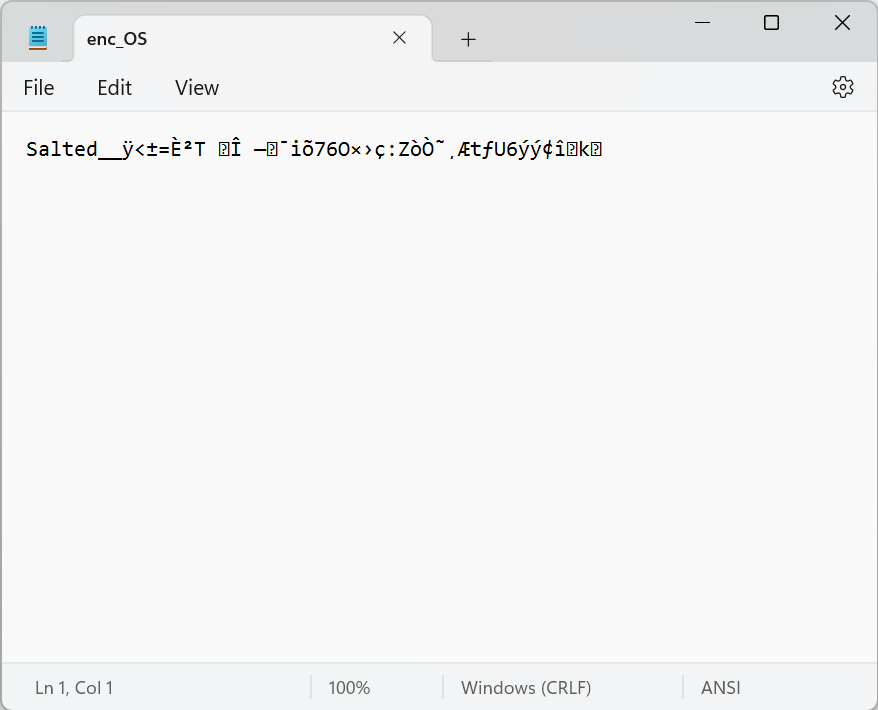 enc_OS
File Edit View
Salted__ÿ<±=È²T Î —¯iõ76O×›ç:ZòÒ˜¸ÆtƒU6ýý¢îk
Ln 1, Col 1 100% Windows (CRLF) ANSI